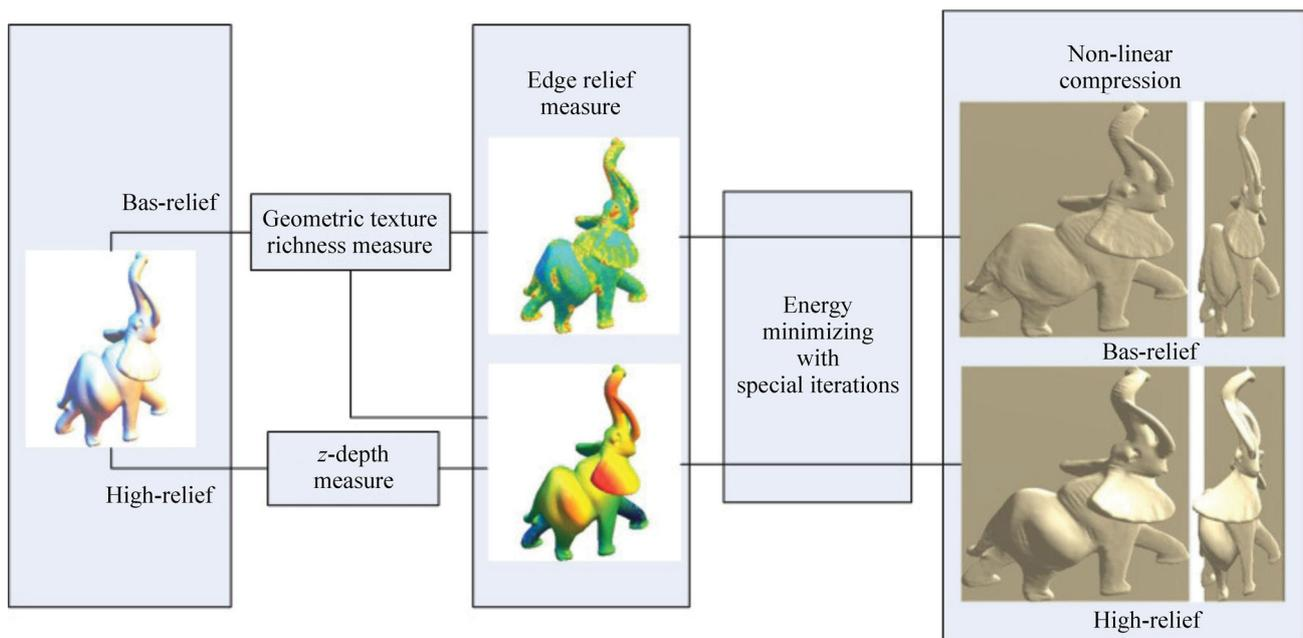 Bas-relief
High-relief
Geometric texture
richness measure
z-depth
measure
Edge relief
measure
Energy
minimizing
with
special iterations
Non-linear
compression
Bas-relief
High-relief